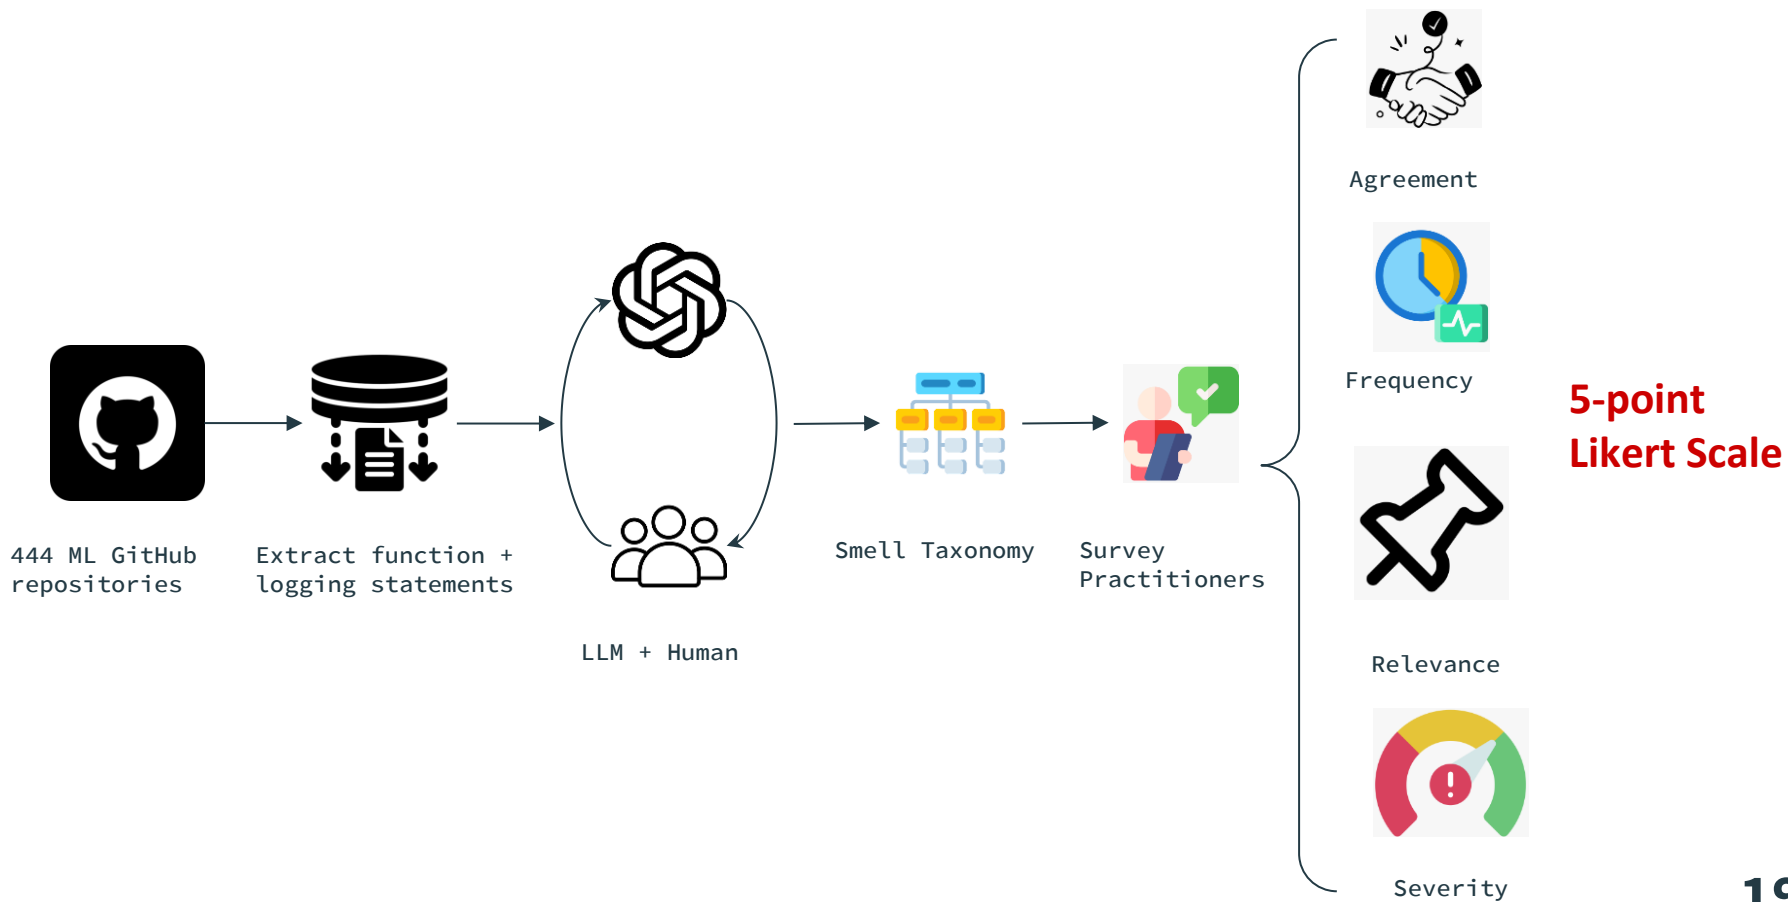 444 ML GitHub
repositories
Extract function +
logging statements
LLM + Human
Smell Taxonomy
Survey
Practitioners
Agreement
Frequency
Relevance
Severity
5-point
Likert Scale